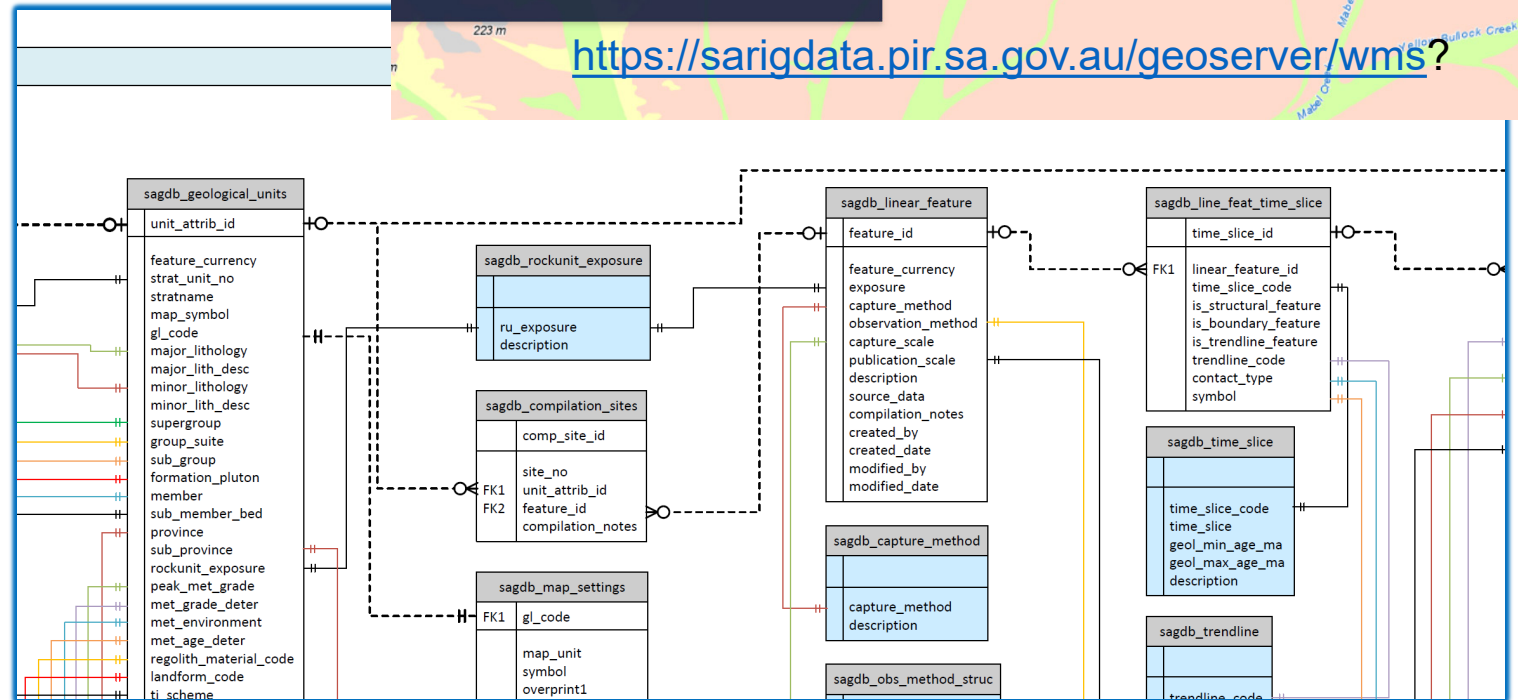 223 m
m
https://sarigdata.pir.sa.gov.au/geoserver/wms?
Bullock Creek
Mabel Creek
sagdb_geological_units
unit_attrib_id
feature_currency
strat_unit_no
stratname
map_symbol
gl_code
major_lithology
major_lith_desc
minor_lithology
minor_lith_desc
supergroup
group_suite
sub_group
formation_pluton
member
sub_member_bed
province
sub_province
rockunit_exposure
peak_met_grade
met_grade_deter
met_environment
met_age_deter
regolith_material_code
landform_code
ti_scheme
sagdb_rockunit_exposure
ru_exposure
description
sagdb_compilation_sites
comp_site_id
site_no
FK1 unit_attrib_id
FK2 feature_id
compilation_notes
sagdb_map_settings
FK1 gl_code
map_unit
symbol
overprint1
sagdb_linear_feature
feature_id
feature_currency
exposure
capture_method
observation_method
capture_scale
publication_scale
description
source_data
compilation_notes
created_by
created_date
modified_by
modified_date
sagdb_capture_method
capture_method
description
sagdb_obs_method_struc
sagdb_line_feat_time_slice
time_slice_id
FK1 linear_feature_id
time_slice_code
is_structural_feature
is_boundary_feature
is_trendline_feature
trendline_code
contact_type
symbol
sagdb_time_slice
time_slice_code
time_slice
geol_min_age_ma
geol_max_age_ma
description
sagdb_trendline
trendline_code